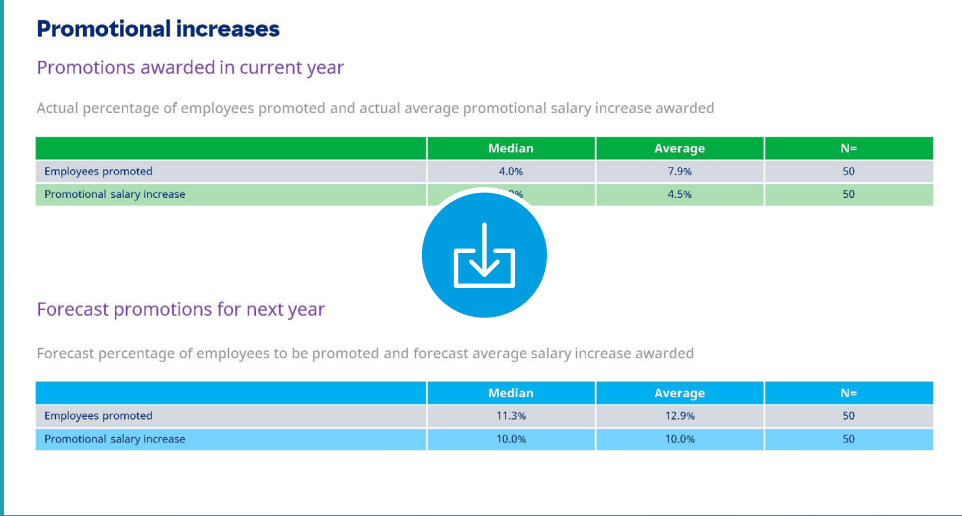 Promotional increases
Promotions awarded in current year
Actual percentage of employees promoted and actual average promotional salary increase awarded
Median Average N=
Employees promoted 4.0% 7.9% 50
Promotional salary increase 4.5% 50
Forecast promotions for next year
Forecast percentage of employees to be promoted and forecast average salary increase awarded
Median Average N=
Employees promoted 11.3% 12.9% 50
Promotional salary increase 10.0% 10.0% 50